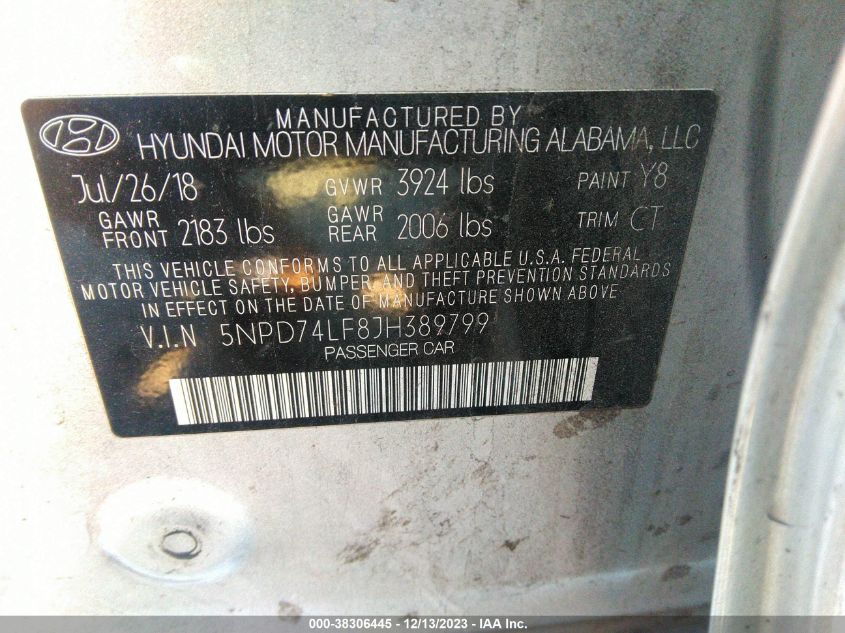 MANUFACTURED BY
HYUNDAI MOTOR MANUFACTURING ALABAMA, LLC
Jul/26/18 GVWR 3924 lbs PAINT Y8
GAWR FRONT 2183 lbs GAWR REAR 2006 lbs TRIM CT
THIS VEHICLE CONFORMS TO ALL APPLICABLE U.S.A. FEDERAL
MOTOR VEHICLE SAFETY, BUMPER, AND THEFT PREVENTION STANDARDS
IN EFFECT ON THE DATE OF MANUFACTURE SHOWN ABOVE.
V.I.N 5NPD74LF8JH389799
PASSENGER CAR
000-38306445 - 12/13/2023 - IAA Inc.